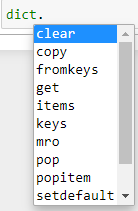 dict.
clear
copy
fromkeys
get
items
keys
mro
pop
popitem
setdefault